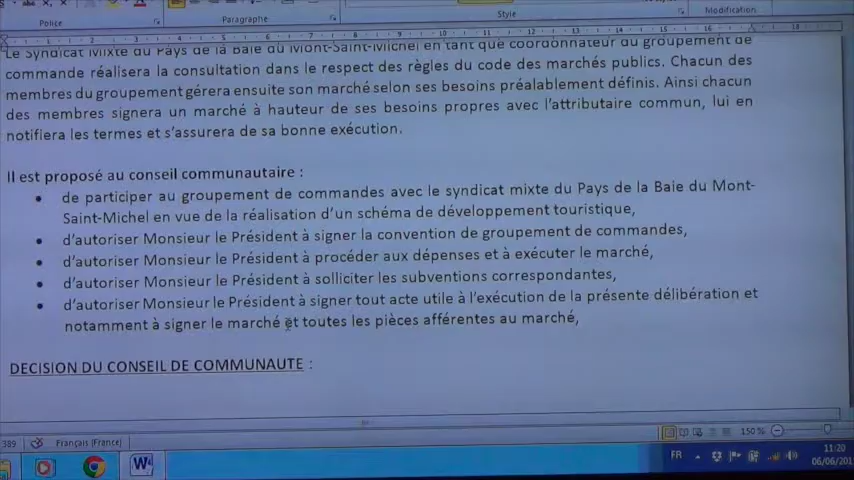 Police
Paragraphe
Style
Modification
Le Syndicat Mixte du Pays de la Baie du Mont-Saint-Michel en tant que coordonnateur du groupement de
commande réalisera la consultation dans le respect des règles du code des marchés publics. Chacun des
membres du groupement gérera ensuite son marché selon ses besoins préalablement définis. Ainsi chacun
des membres signera un marché à hauteur de ses besoins propres avec l'attributaire commun, lui en
notifiera les termes et s'assurera de sa bonne exécution.
Il est proposé au conseil communautaire :
• de participer au groupement de commandes avec le syndicat mixte du Pays de la Baie du Mont-
Saint-Michel en vue de la réalisation d'un schéma de développement touristique,
• d'autoriser Monsieur le Président à signer la convention de groupement de commandes,
• d'autoriser Monsieur le Président à procéder aux dépenses et à exécuter le marché,
• d'autoriser Monsieur le Président à solliciter les subventions correspondantes,
• d'autoriser Monsieur le Président à signer tout acte utile à l'exécution de la présente délibération et
notamment à signer le marché et toutes les pièces afférentes au marché,
DECISION DU CONSEIL DE COMMUNAUTE :
389 Français (France) 150 %
W
FR 11:20
06/06/201